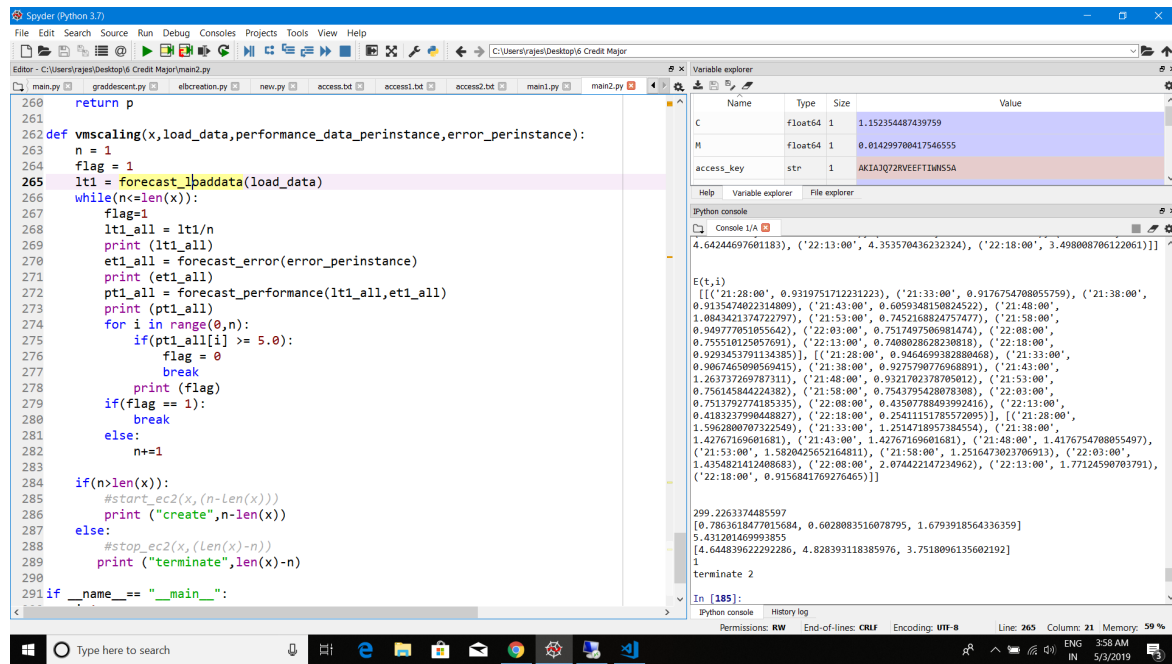 Spyder (Python 3.7)
File Edit Search Source Run Debug Consoles Projects Tools View Help
C:\Users\rajes\Desktop\6 Credit Major
Editor - C:\Users\rajes\Desktop\6 Credit Major\main2.py
main.py graddescent.py elbcreation.py new.py access.txt access1.txt access2.txt main1.py main2.py
260     return p
261
262 def vmscaling(x,load_data,performance_data_perinstance,error_perinstance):
263     n = 1
264     flag = 1
265     lt1 = forecast_loaddata(load_data)
266     while(n<=len(x)):
267         flag=1
268         lt1_all = lt1/n
269         print (lt1_all)
270         et1_all = forecast_error(error_perinstance)
271         print (et1_all)
272         pt1_all = forecast_performance(lt1_all,et1_all)
273         print (pt1_all)
274         for i in range(0,n):
275             if(pt1_all[i] >= 5.0):
276                 flag = 0
277                 break
278             print (flag)
279         if(flag == 1):
280             break
281         else:
282             n+=1
283
284     if(n>len(x)):
285         #start_ec2(x,(n-len(x)))
286         print ("create",n-len(x))
287     else:
288         #stop_ec2(x,(len(x)-n))
289        print ("terminate",len(x)-n)
290
291 if __name__== "__main__":
Variable explorer
Name Type Size Value
C float64 1 1.152354487439759
M float64 1 0.014299700417546555
access_key str 1 AKIAJQ72RVEEFTIWNS5A
Help Variable explorer File explorer
IPython console
Console 1/A
4.64244697601183), ('22:13:00', 4.353570436232324), ('22:18:00', 3.498008706122061)]]
E(t,i)
[[('21:28:00', 0.9319751712231223), ('21:33:00', 0.9176754708055759), ('21:38:00',
0.9135474022314809), ('21:43:00', 0.6059348150824522), ('21:48:00',
1.0843421374722797), ('21:53:00', 0.7452168824757477), ('21:58:00',
0.949777051055642), ('22:03:00', 0.7517497506981474), ('22:08:00',
0.755510125057691), ('22:13:00', 0.7408028628230818), ('22:18:00',
0.9293453791134385)], [('21:28:00', 0.9464699382880468), ('21:33:00',
0.9067465090569415), ('21:38:00', 0.9275790776968891), ('21:43:00',
1.263737269787311), ('21:48:00', 0.9321702378705012), ('21:53:00',
0.756145844224382), ('21:58:00', 0.7543795428078308), ('22:03:00',
0.7513792774185335), ('22:08:00', 0.43507788493992416), ('22:13:00',
0.4183237990448827), ('22:18:00', 0.25411151785572095)], [('21:28:00',
1.5962800707322549), ('21:33:00', 1.2514718957384554), ('21:38:00',
1.42767169601681), ('21:43:00', 1.42767169601681), ('21:48:00', 1.4176754708055497),
('21:53:00', 1.5820425652164811), ('21:58:00', 1.2516473023706913), ('22:03:00',
1.4354821412408683), ('22:08:00', 2.074422147234962), ('22:13:00', 1.77124590703791),
('22:18:00', 0.9156841769276465)]]
299.2263374485597
[0.7863618477015684, 0.6028083516078795, 1.6793918564336359]
5.431201469993855
[4.644839622292286, 4.828393118385976, 3.7518096135602192]
1
terminate 2
In [185]:
IPython console History log
Permissions: RW End-of-lines: CRLF Encoding: UTF-8 Line: 265 Column: 21 Memory: 59 %
Type here to search
ENG 3:58 AM
IN 5/3/2019